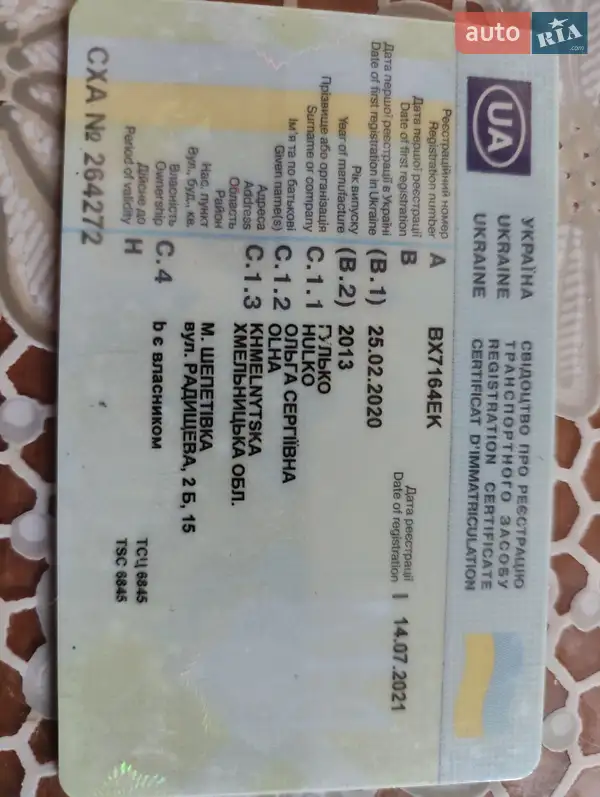 auto RIA .com
UA
УКРАЇНА
UKRAINE
UKRAINE
СВІДОЦТВО ПРО РЕЄСТРАЦІЮ
ТРАНСПОРТНОГО ЗАСОБУ
REGISTRATION CERTIFICATE
CERTIFICAT D'IMMATRICULATION
Реєстраційний номер
Registration number A BX7164EK
Дата першої реєстрації
Date of first registration B
Дата реєстрації
Date of registration I 14.07.2021
Дата першої реєстрації в Україні
Date of first registration in Ukraine (B.1) 25.02.2020
Рік випуску
Year of manufacture (B.2) 2013
Прізвище або організація ГУЛЬКО
Surname or company C.1.1 HULKO
Ім'я та по батькові ОЛЬГА СЕРГІЇВНА
Given name(s) C.1.2 OLHA
Адреса KHMELNYTSKA
Address C.1.3 ХМЕЛЬНИЦЬКА ОБЛ.
Область
Район
Нас. пункт М. ШЕПЕТІВКА
Вул., буд., кв. вул. РАДИЩЕВА, 2 Б, 15
Власність
Ownership C.4 b є власником
Дійсне до ТСЦ 6845
Period of validity H TSC 6845
СХА № 264272